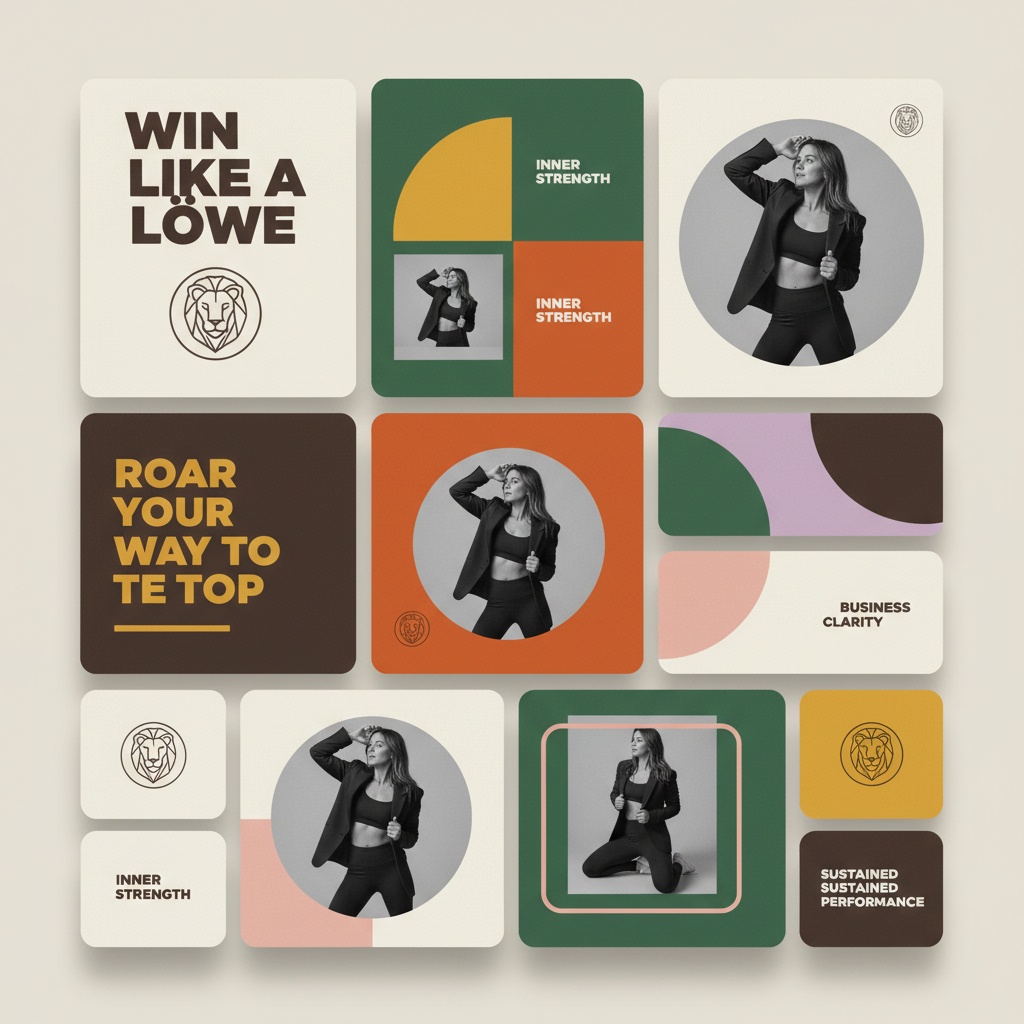 WIN
LIKE A
LÖWE
INNER
STRENGTH
INNER
STRENGTH
ROAR
YOUR
WAY TO
TE TOP
BUSINESS
CLARITY
INNER
STRENGTH
SUSTAINED
SUSTAINED
PERFORMANCE